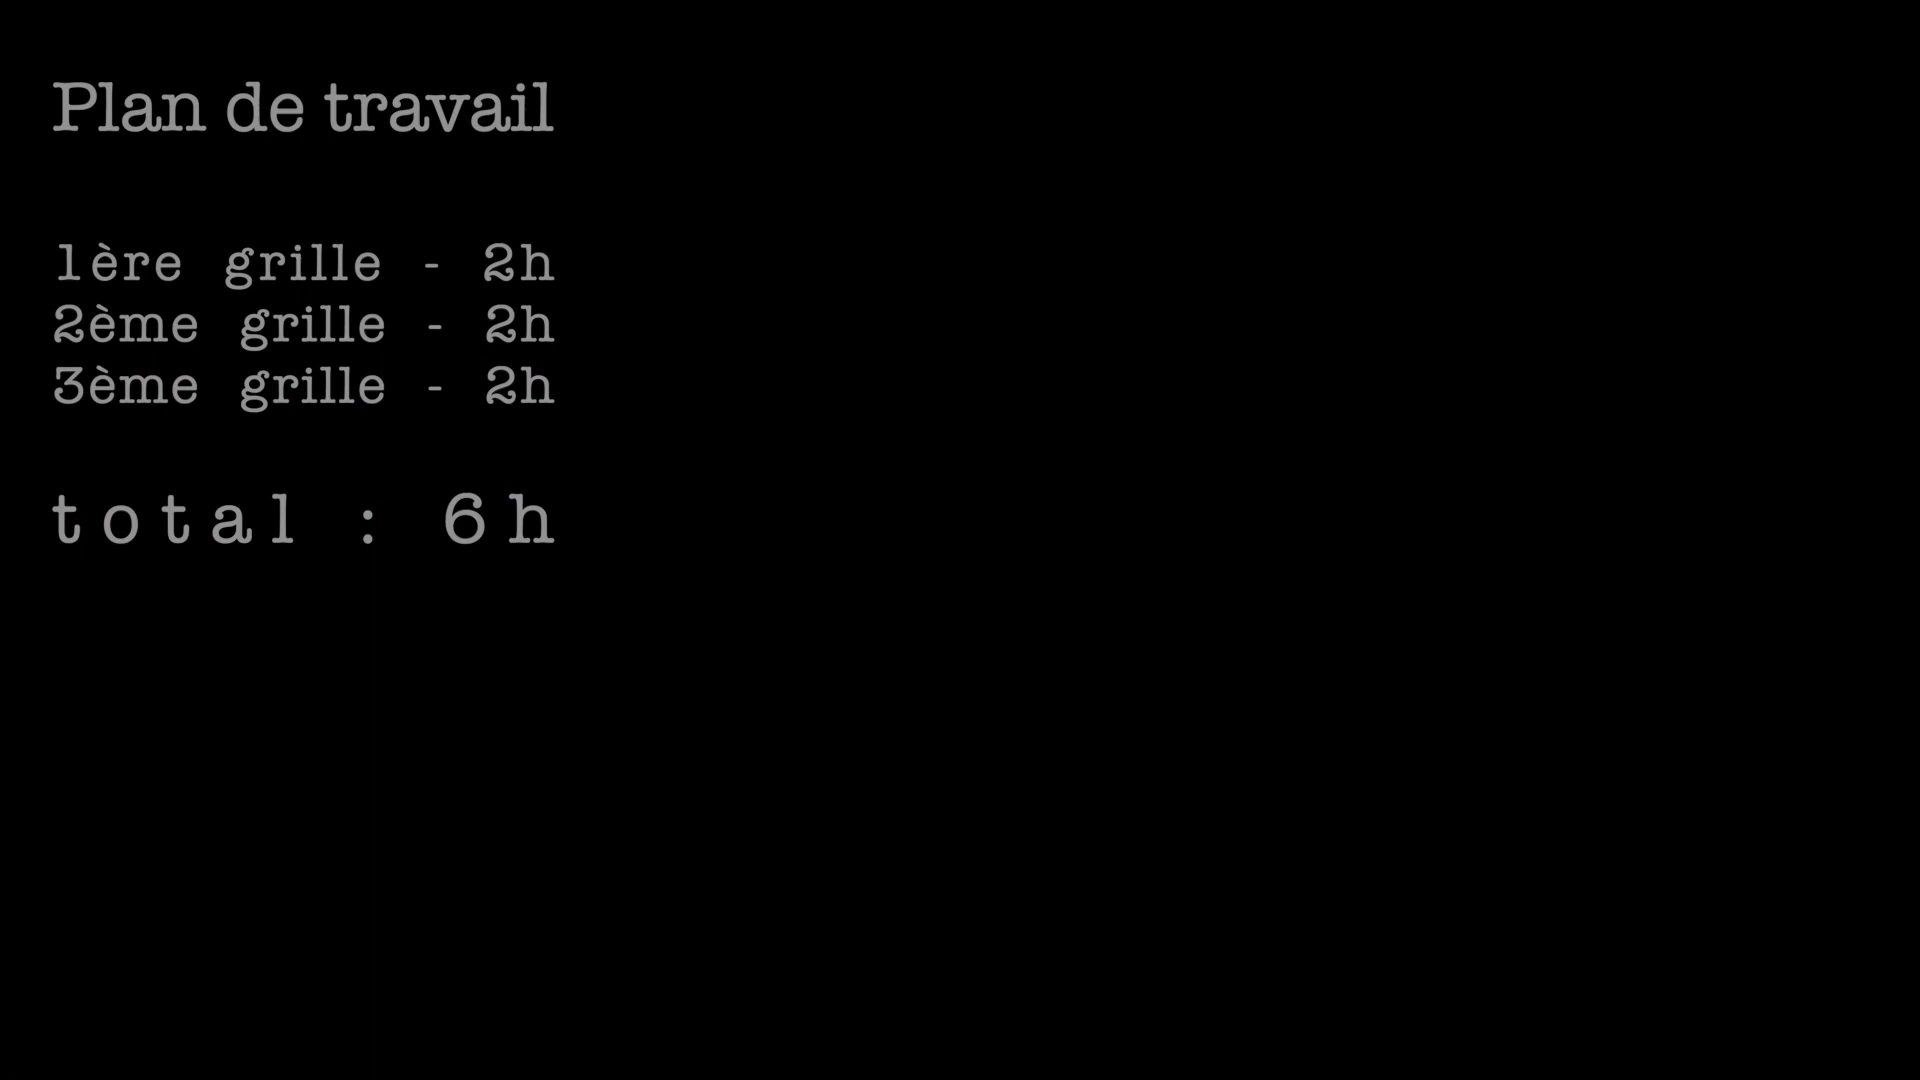 Plan de travail
1ère grille - 2h
2ème grille - 2h
3ème grille - 2h
total : 6h